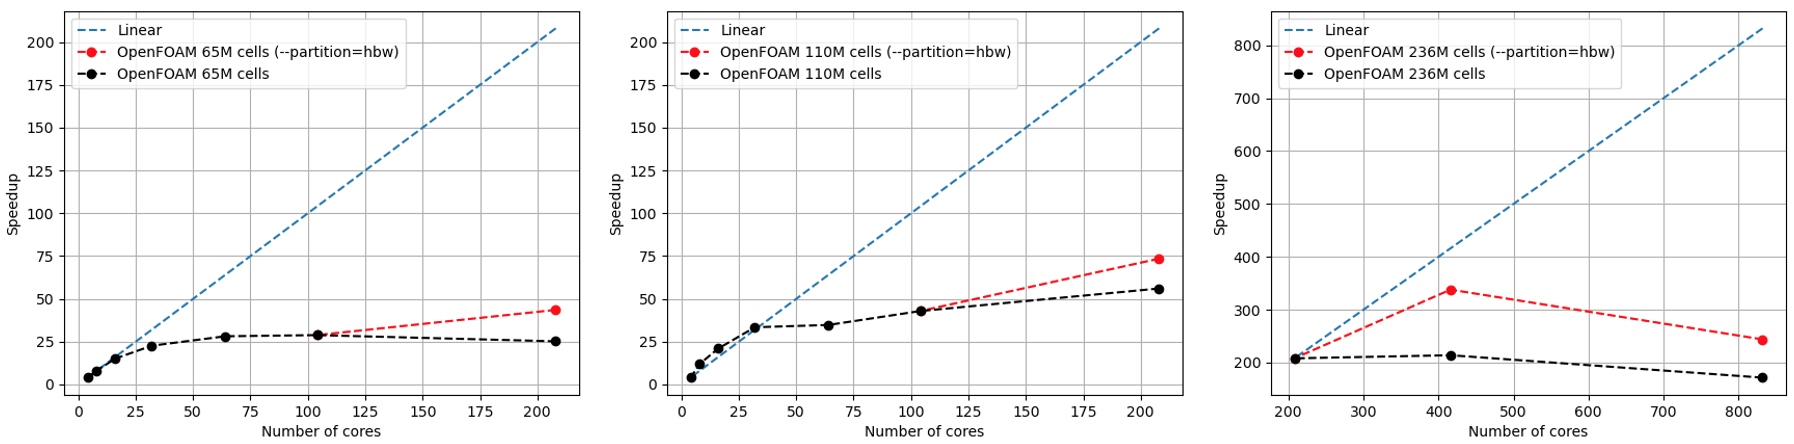 Linear
OpenFOAM 65M cells (--partition=hbw)
OpenFOAM 65M cells
200
175
150
125
100
75
50
25
0
Speedup
0 25 50 75 100 125 150 175 200
Number of cores
Linear
OpenFOAM 110M cells (--partition=hbw)
OpenFOAM 110M cells
200
175
150
125
100
75
50
25
0
Speedup
0 25 50 75 100 125 150 175 200
Number of cores
Linear
OpenFOAM 236M cells (--partition=hbw)
OpenFOAM 236M cells
800
700
600
500
400
300
200
Speedup
200 300 400 500 600 700 800
Number of cores